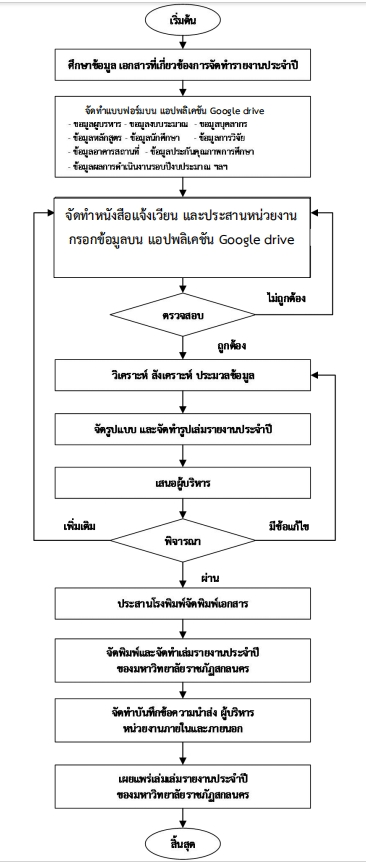 เริ่มต้น
ศึกษาข้อมูล เอกสารที่เกี่ยวข้องการจัดทำรายงานประจำปี
จัดทำแบบฟอร์มบน แอปพลิเคชัน Google drive
- ข้อมูลผู้บริหาร - ข้อมูลงบประมาณ - ข้อมูลบุคลากร
- ข้อมูลหลักสูตร - ข้อมูลนักศึกษา - ข้อมูลการวิจัย
- ข้อมูลอาคารสถานที่ - ข้อมูลประกันคุณภาพการศึกษา
- ข้อมูลผลการดำเนินงานรอบปีงบประมาณ ฯลฯ
จัดทำหนังสือแจ้งเวียน และประสานหน่วยงาน
กรอกข้อมูลบน แอปพลิเคชัน Google drive
ไม่ถูกต้อง
ตรวจสอบ
ถูกต้อง
วิเคราะห์ สังเคราะห์ ประมวลข้อมูล
จัดรูปแบบ และจัดทำรูปเล่มรายงานประจำปี
เสนอผู้บริหาร
เพิ่มเติม
มีข้อแก้ไข
พิจารณา
ผ่าน
ประสานโรงพิมพ์จัดพิมพ์เอกสาร
จัดพิมพ์และจัดทำเล่มรายงานประจำปี
ของมหาวิทยาลัยราชภัฏสกลนคร
จัดทำบันทึกข้อความนำส่ง ผู้บริหาร
หน่วยงานภายในและภายนอก
เผยแพร่เล่มเล่มรายงานประจำปี
ของมหาวิทยาลัยราชภัฏสกลนคร
สิ้นสุด